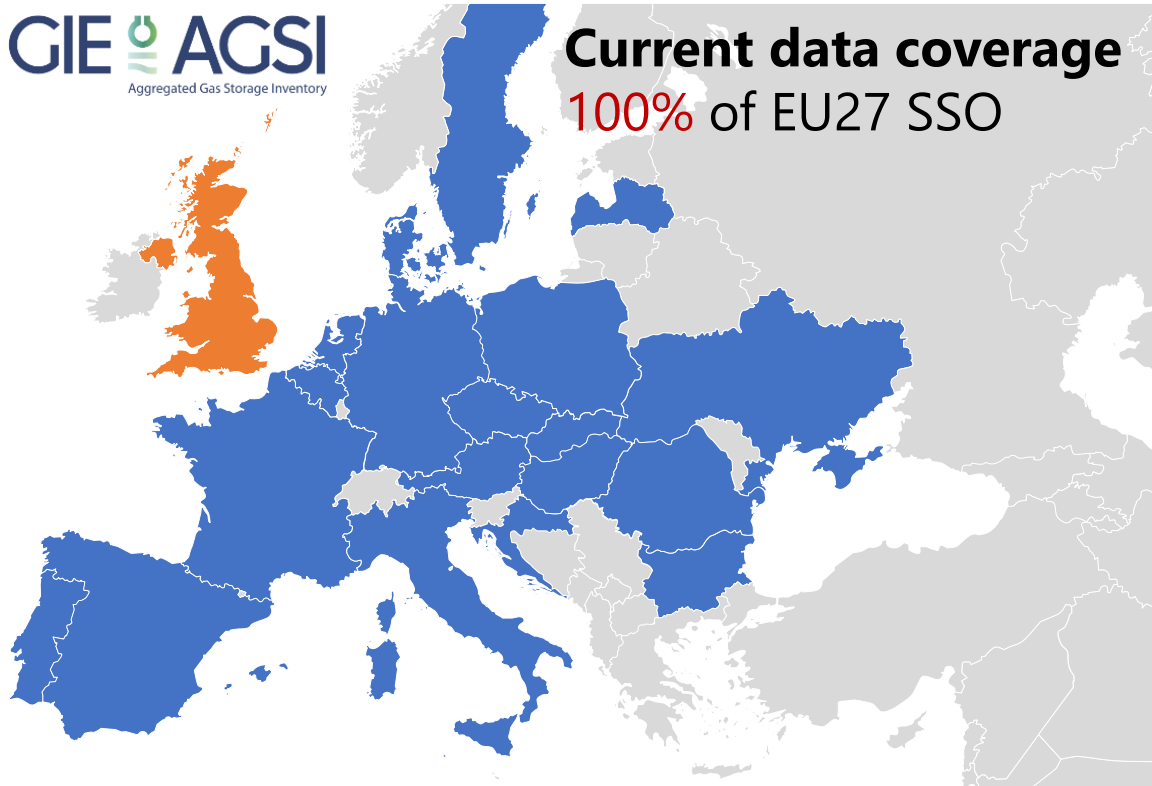 GIE AGSI
Aggregated Gas Storage Inventory
Current data coverage
100% of EU27 SSO